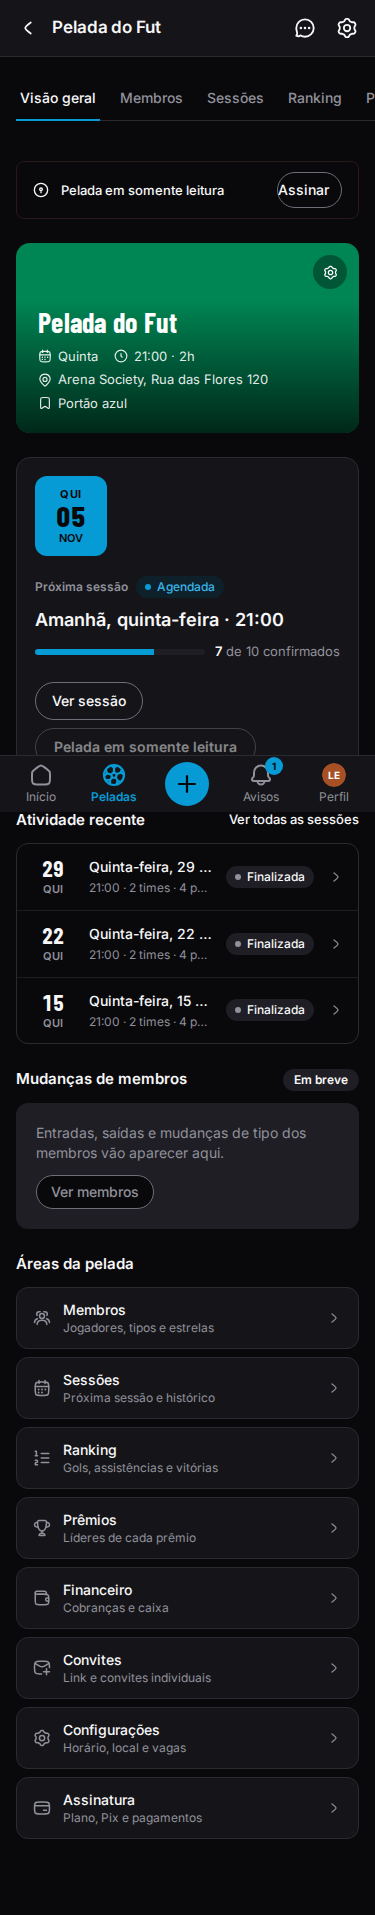 Pelada do Fut
Visão geral Membros Sessões Ranking P
Pelada em somente leitura Assinar
Pelada do Fut
Quinta 21:00 · 2h
Arena Society, Rua das Flores 120
Portão azul
QUI
05
NOV
Próxima sessão Agendada
Amanhã, quinta-feira · 21:00
7 de 10 confirmados
Ver sessão
Pelada em somente leitura
1
Início Peladas Avisos LE Perfil
Atividade recente Ver todas as sessões
29 Quinta-feira, 29 ... Finalizada
QUI 21:00 · 2 times · 4 p...
22 Quinta-feira, 22 ... Finalizada
QUI 21:00 · 2 times · 4 p...
15 Quinta-feira, 15 ... Finalizada
QUI 21:00 · 2 times · 4 p...
Mudanças de membros Em breve
Entradas, saídas e mudanças de tipo dos
membros vão aparecer aqui.
Ver membros
Áreas da pelada
Membros
Jogadores, tipos e estrelas
Sessões
Próxima sessão e histórico
Ranking
Gols, assistências e vitórias
Prêmios
Líderes de cada prêmio
Financeiro
Cobranças e caixa
Convites
Link e convites individuais
Configurações
Horário, local e vagas
Assinatura
Plano, Pix e pagamentos